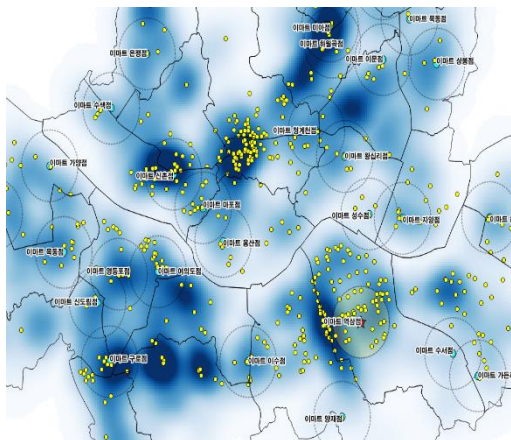 이마트 묵동점
이마트 미아점
이마트 월곡점
이마트 은평점
이마트 이문점
이마트 상봉점
이마트 수색점
이마트 청계천점
이마트 왕십리점
이마트 가양점
이마트 신촌점
이마트 마포점
이마트 성수점
이마트 자양점
이마트 용산점
이마트 목동점
이마트 영등포점
이마트 여의도점
이마트 신도림점
이마트 역삼점
이마트 구로점
이마트 이수점
이마트 수서점
이마트 가든
이마트 양재점